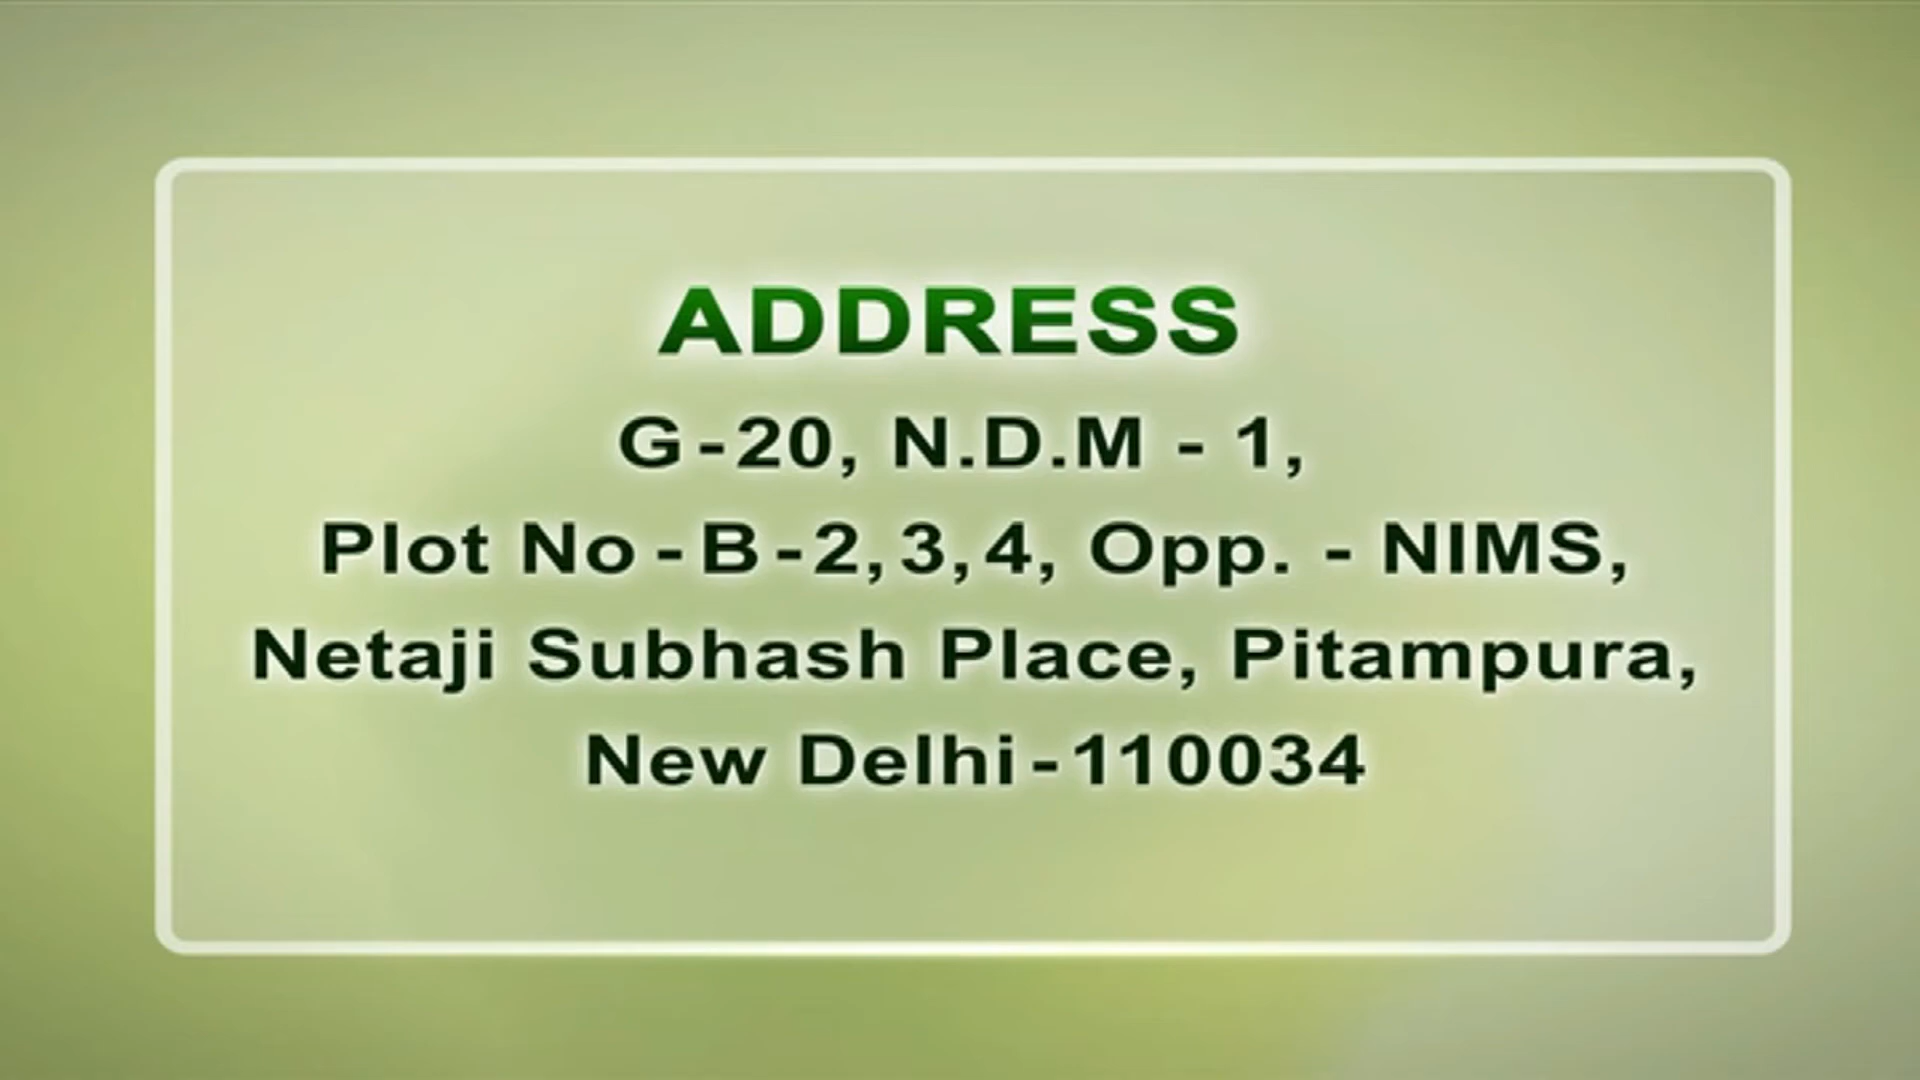 ADDRESS
G-20, N.D.M - 1,
Plot No - B - 2, 3, 4, Opp. - NIMS,
Netaji Subhash Place, Pitampura,
New Delhi - 110034